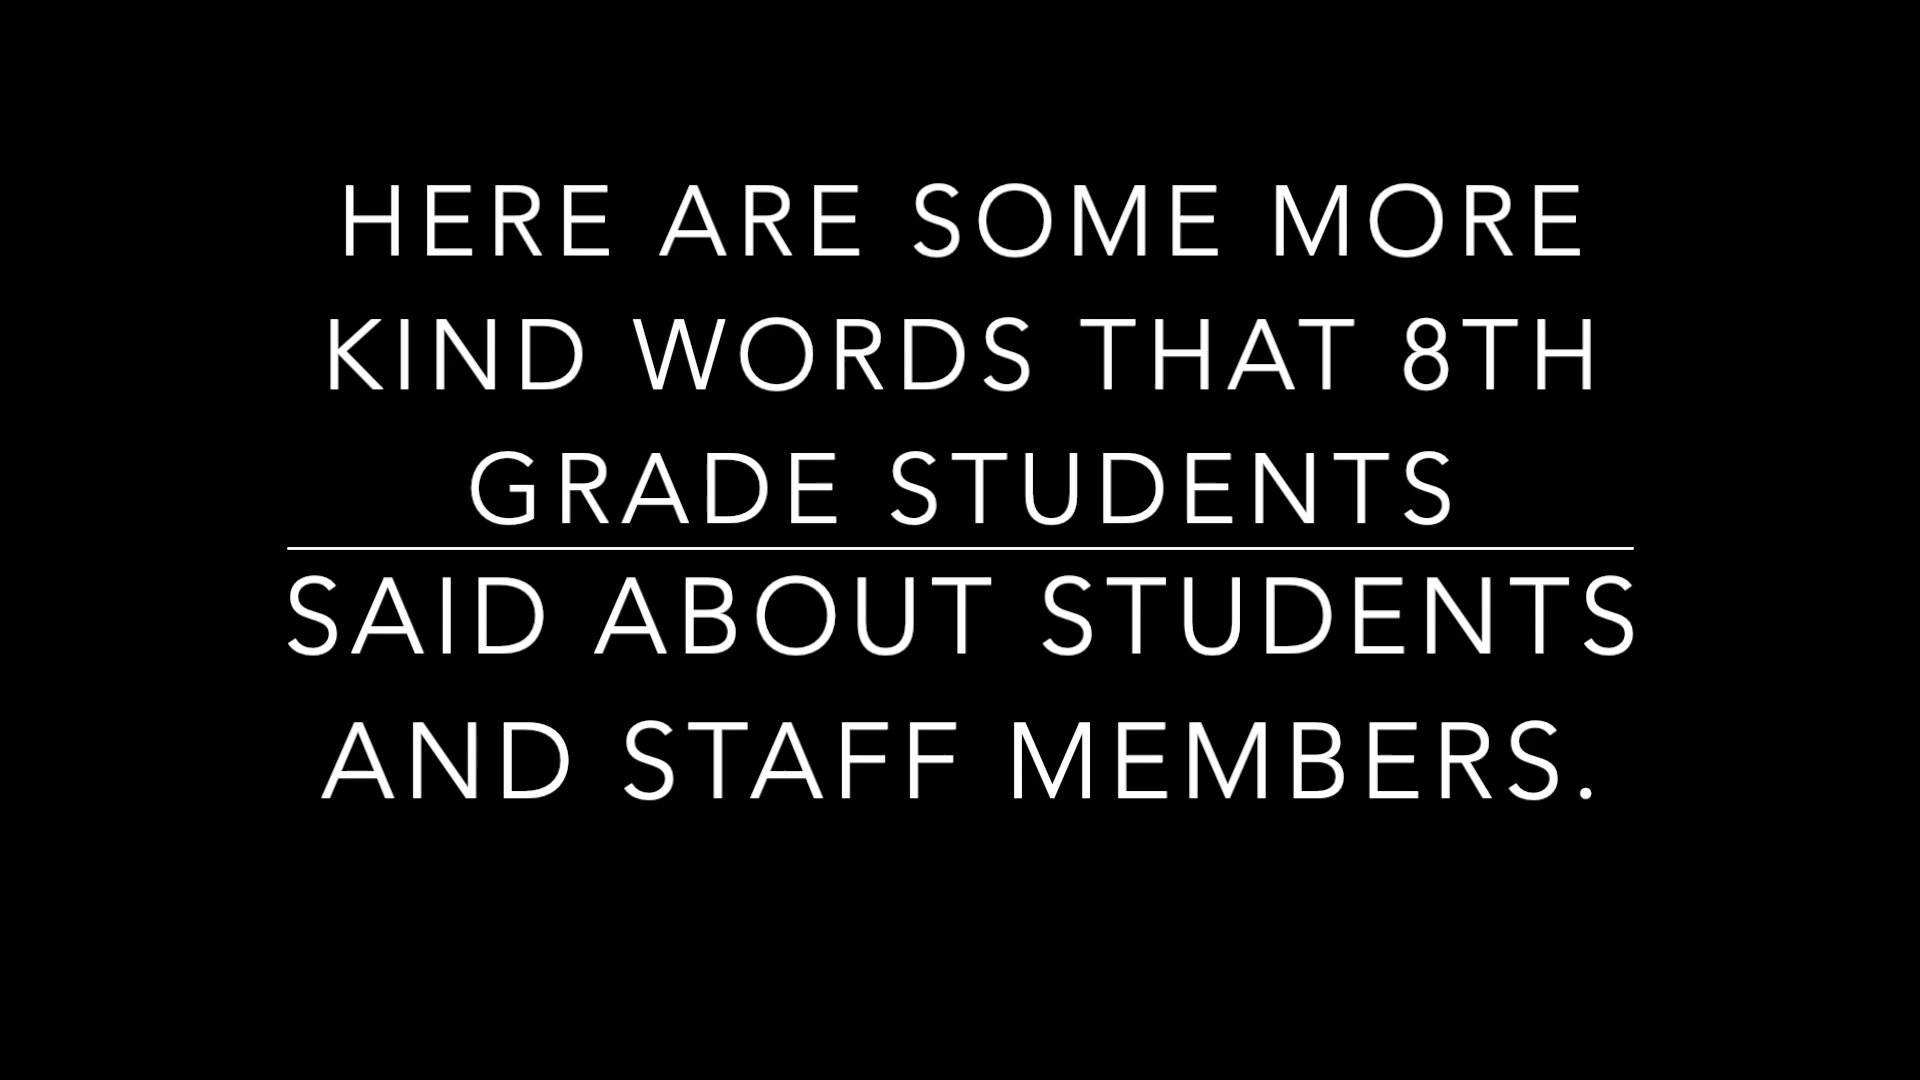 HERE ARE SOME MORE
KIND WORDS THAT 8TH
GRADE STUDENTS
SAID ABOUT STUDENTS
AND STAFF MEMBERS.